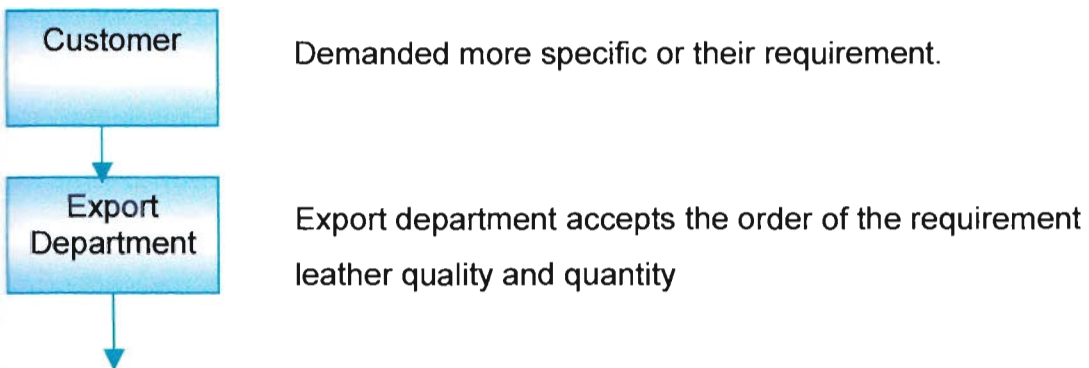 Customer
Demanded more specific or their requirement.
Export
Department
Export department accepts the order of the requirement
leather quality and quantity